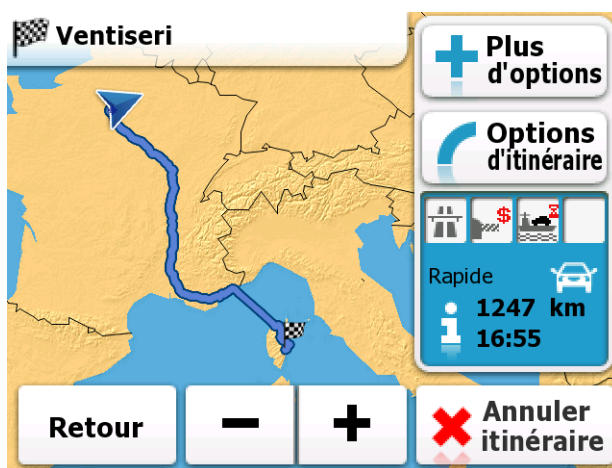 Ventiseri
Plus
d'options
Options
d'itinéraire
$
Rapide
1247 km
16:55
Retour
Annuler
itinéraire